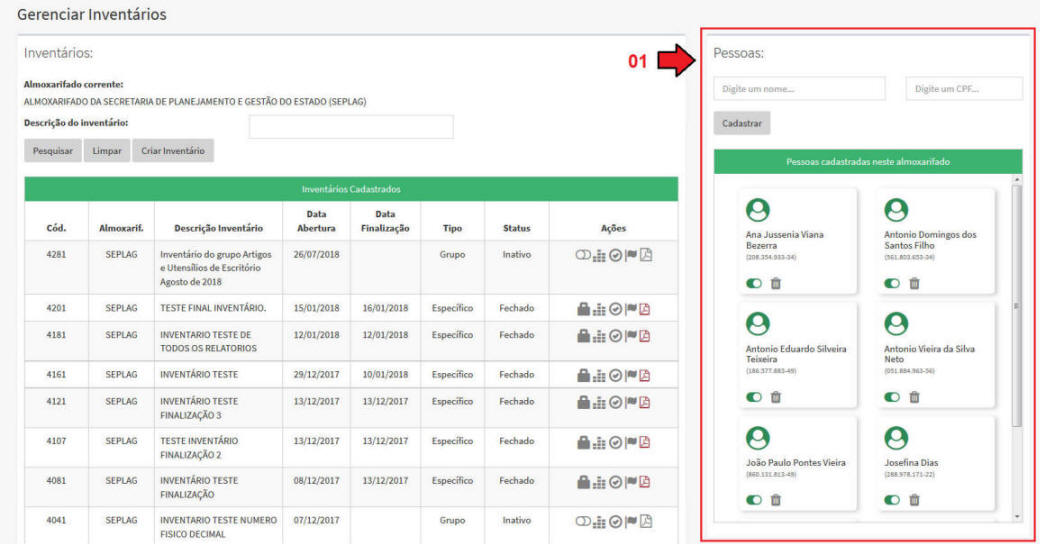 Gerenciar Inventários
Inventários:
Almoxarifado corrente:
ALMOXARIFADO DA SECRETARIA DE PLANEJAMENTO E GESTÃO DO ESTADO (SEPLAG)
Descrição do inventário:
Pesquisar Limpar Criar Inventário
Inventários Cadastrados
Cód. Almoxarif. Descrição Inventário Data Abertura Data Finalização Tipo Status Ações
4281 SEPLAG Inventário do grupo Artigos 26/07/2018 Grupo Inativo
e Utensílios de Escritório
Agosto de 2018
4201 SEPLAG TESTE FINAL INVENTÁRIO. 15/01/2018 16/01/2018 Específico Fechado
4181 SEPLAG INVENTARIO TESTE DE 12/01/2018 12/01/2018 Específico Fechado
TODOS OS RELATORIOS
4161 SEPLAG INVENTÁRIO TESTE 29/12/2017 10/01/2018 Específico Fechado
4121 SEPLAG INVENTÁRIO TESTE 13/12/2017 13/12/2017 Específico Fechado
FINALIZAÇÃO 3
4107 SEPLAG TESTE INVENTÁRIO 13/12/2017 13/12/2017 Específico Fechado
FINALIZAÇÃO 2
4081 SEPLAG INVENTÁRIO TESTE 08/12/2017 13/12/2017 Específico Fechado
FINALIZAÇÃO
4041 SEPLAG INVENTARIO TESTE NUMERO 07/12/2017 Grupo Inativo
FISICO DECIMAL
01
Pessoas:
Digite um nome... Digite um CPF...
Cadastrar
Pessoas cadastradas neste almoxarifado
Ana Jussenia Viana
Bezerra
(208.354.933-34)
Antonio Domingos dos
Santos Filho
(561.803.653-34)
Antonio Eduardo Silveira
Teixeira
(186.577.883-49)
Antonio Vieira da Silva
Neto
(051.884.963-56)
João Paulo Pontes Vieira
(860.131.813-49)
Josefina Dias
(288.978.171-22)